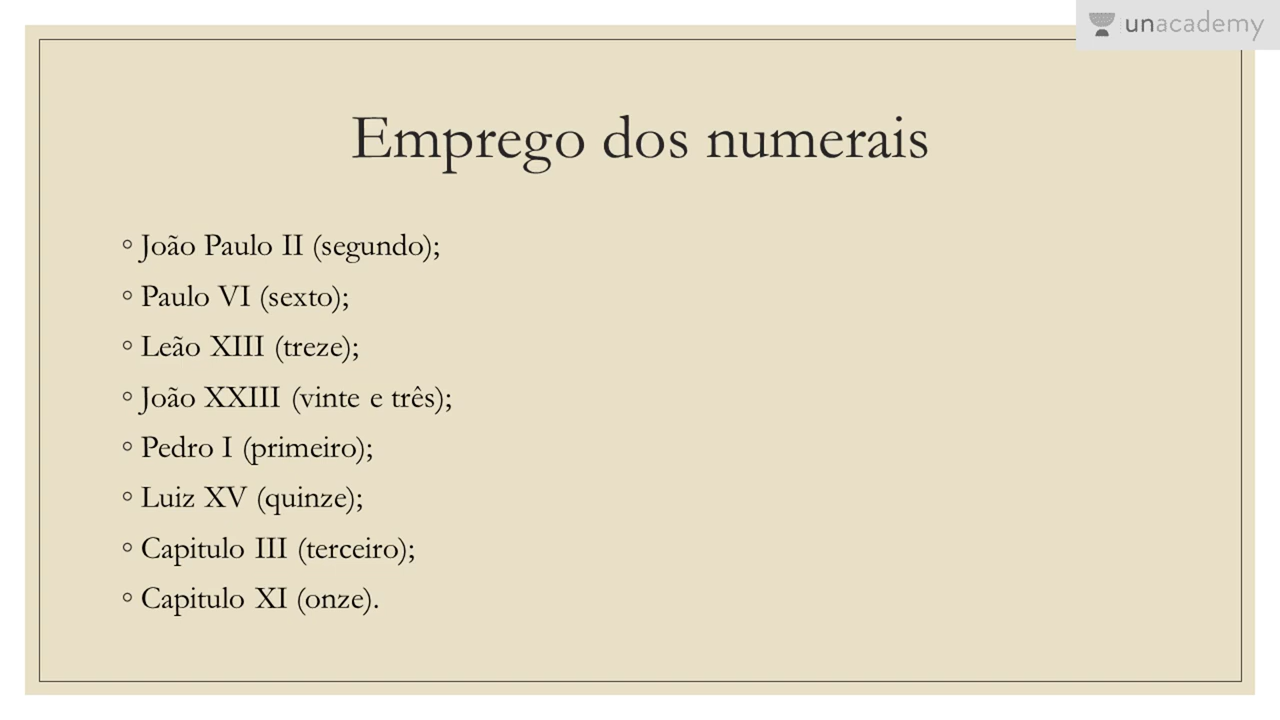 unacademy
Emprego dos numerais
◦ João Paulo II (segundo);
◦ Paulo VI (sexto);
◦ Leão XIII (treze);
◦ João XXIII (vinte e três);
◦ Pedro I (primeiro);
◦ Luiz XV (quinze);
◦ Capitulo III (terceiro);
◦ Capitulo XI (onze).